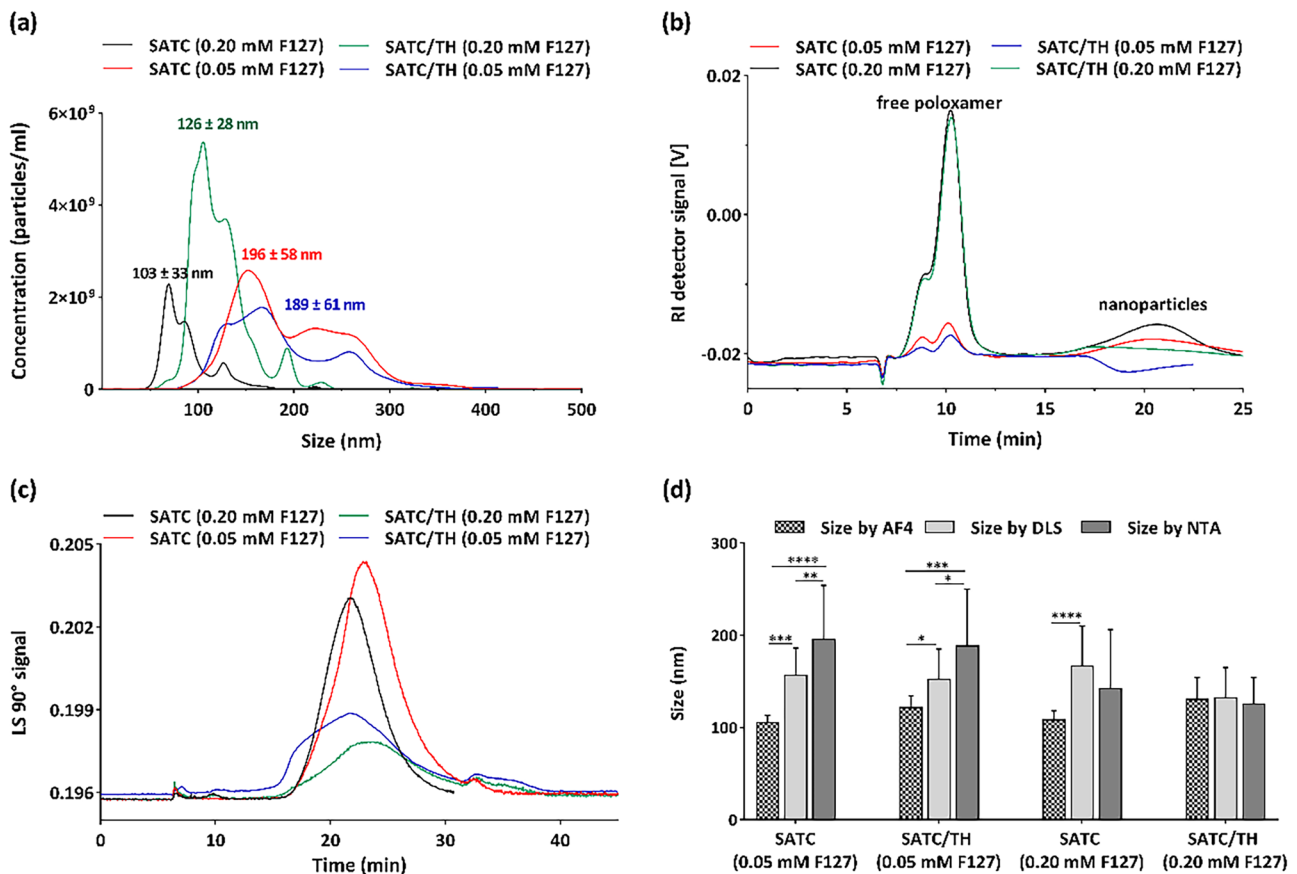 (a)
SATC (0.20 mM F127)
SATC/TH (0.20 mM F127)
SATC (0.05 mM F127)
SATC/TH (0.05 mM F127)
6×10⁹
4×10⁹
2×10⁹
0
Concentration (particles/ml)
126 ± 28 nm
196 ± 58 nm
103 ± 33 nm
189 ± 61 nm
100 200 300 400 500
Size (nm)
(b)
SATC (0.05 mM F127)
SATC/TH (0.05 mM F127)
SATC (0.20 mM F127)
SATC/TH (0.20 mM F127)
0.02
0.00
-0.02
RI detector signal [V]
free poloxamer
nanoparticles
0 5 10 15 20 25
Time (min)
(c)
SATC (0.20 mM F127)
SATC/TH (0.20 mM F127)
SATC (0.05 mM F127)
SATC/TH (0.05 mM F127)
0.205
0.202
0.199
0.196
LS 90° signal
0 10 20 30 40
Time (min)
(d)
Size by AF4 Size by DLS Size by NTA
300
200
100
0
Size (nm)
**** *** ****
** *
*** *
SATC SATC/TH SATC SATC/TH
(0.05 mM F127) (0.05 mM F127) (0.20 mM F127) (0.20 mM F127)